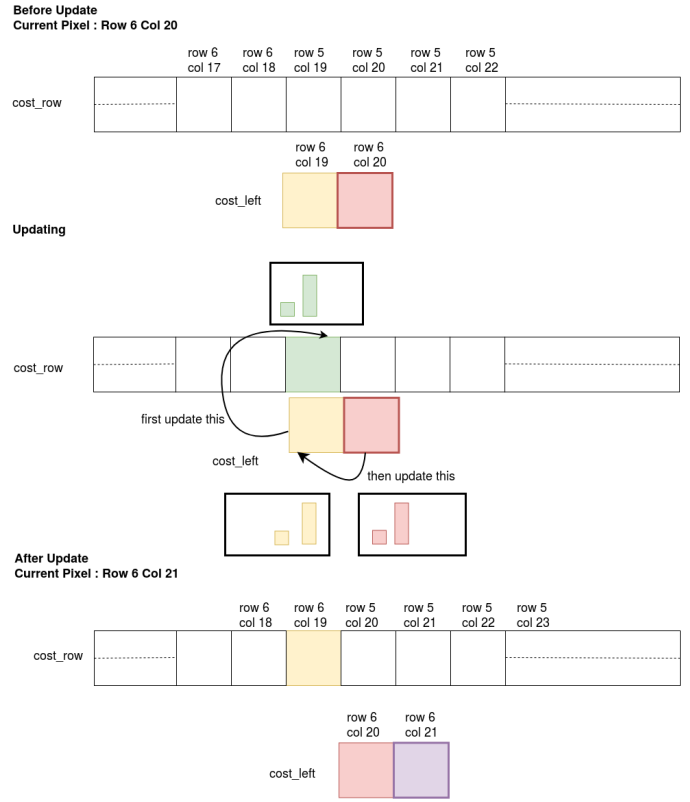 Before Update
Current Pixel : Row 6 Col 20
row 6 row 6 row 5 row 5 row 5 row 5
col 17 col 18 col 19 col 20 col 21 col 22
cost_row
row 6 row 6
col 19 col 20
cost_left
Updating
cost_row
first update this
cost_left
then update this
After Update
Current Pixel : Row 6 Col 21
row 6 row 6 row 5 row 5 row 5 row 5
col 18 col 19 col 20 col 21 col 22 col 23
cost_row
row 6 row 6
col 20 col 21
cost_left